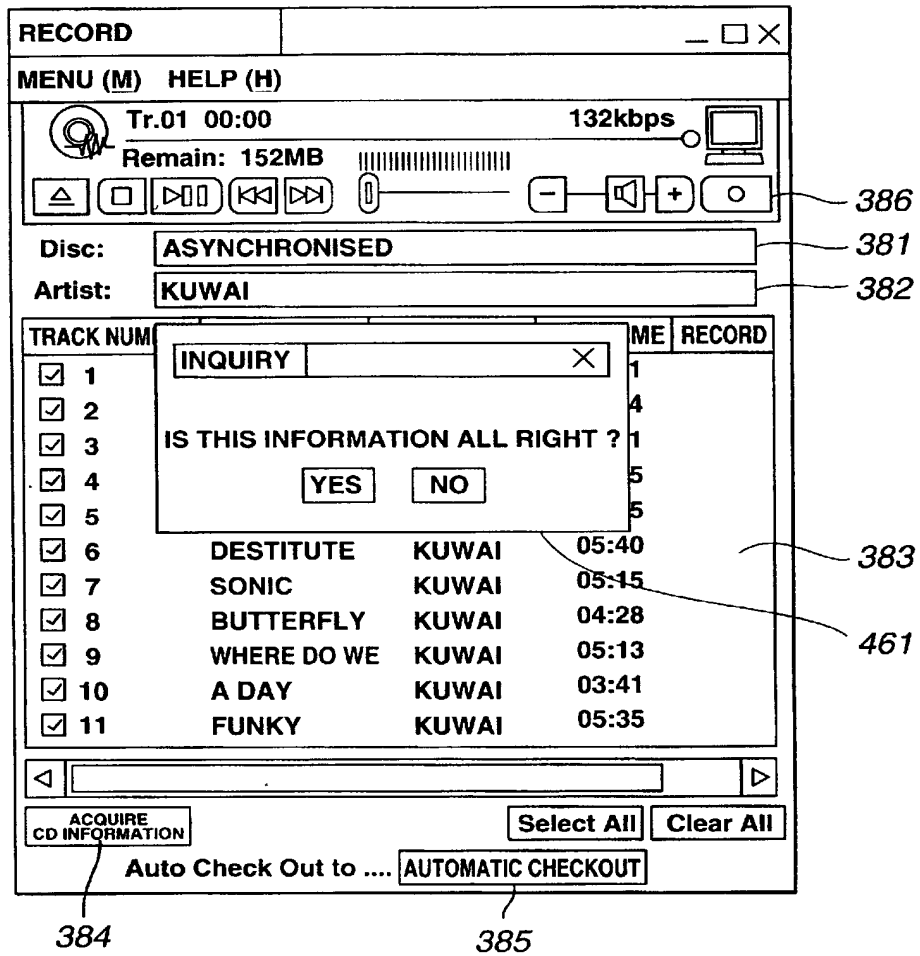 RECORD
MENU (M) HELP (H)
Tr.01 00:00 132kbps
Remain: 152MB
386
Disc: ASYNCHRONISED 381
Artist: KUWAI 382
TRACK NUM ME RECORD
INQUIRY
1 1
2 4
3 IS THIS INFORMATION ALL RIGHT ? 1
4 YES NO 5
5 5
6 DESTITUTE KUWAI 05:40 383
7 SONIC KUWAI 05:15
8 BUTTERFLY KUWAI 04:28
461
9 WHERE DO WE KUWAI 05:13
10 A DAY KUWAI 03:41
11 FUNKY KUWAI 05:35
ACQUIRE
CD INFORMATION Select All Clear All
Auto Check Out to .... AUTOMATIC CHECKOUT
384 385